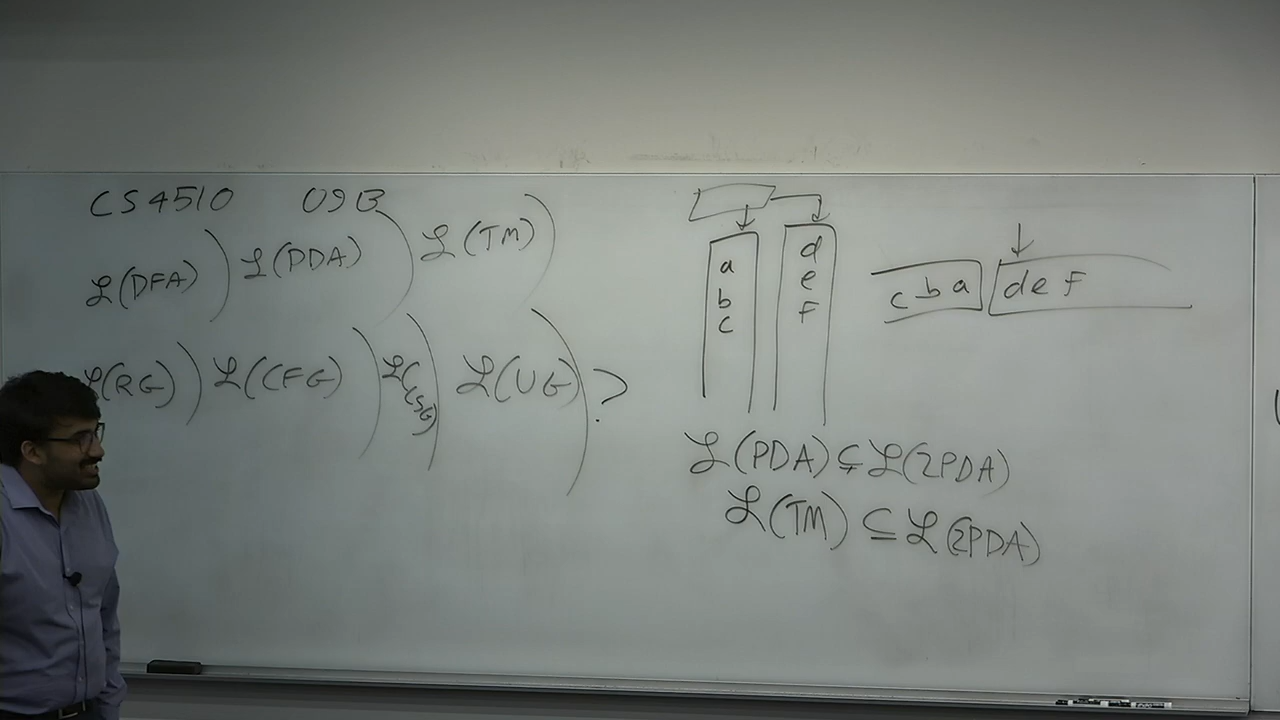 CS4510 09B
ℒ(DFA) ) ℒ(PDA) ) ℒ(TM) )
ℒ(RG) ) ℒ(CFG) ) ℒ(CSG) ) ℒ(UG) ) ?
a
b
c
d
e
f
c b a d e f
ℒ(PDA) ⊊ ℒ(2PDA)
ℒ(TM) ⊆ ℒ(2PDA)